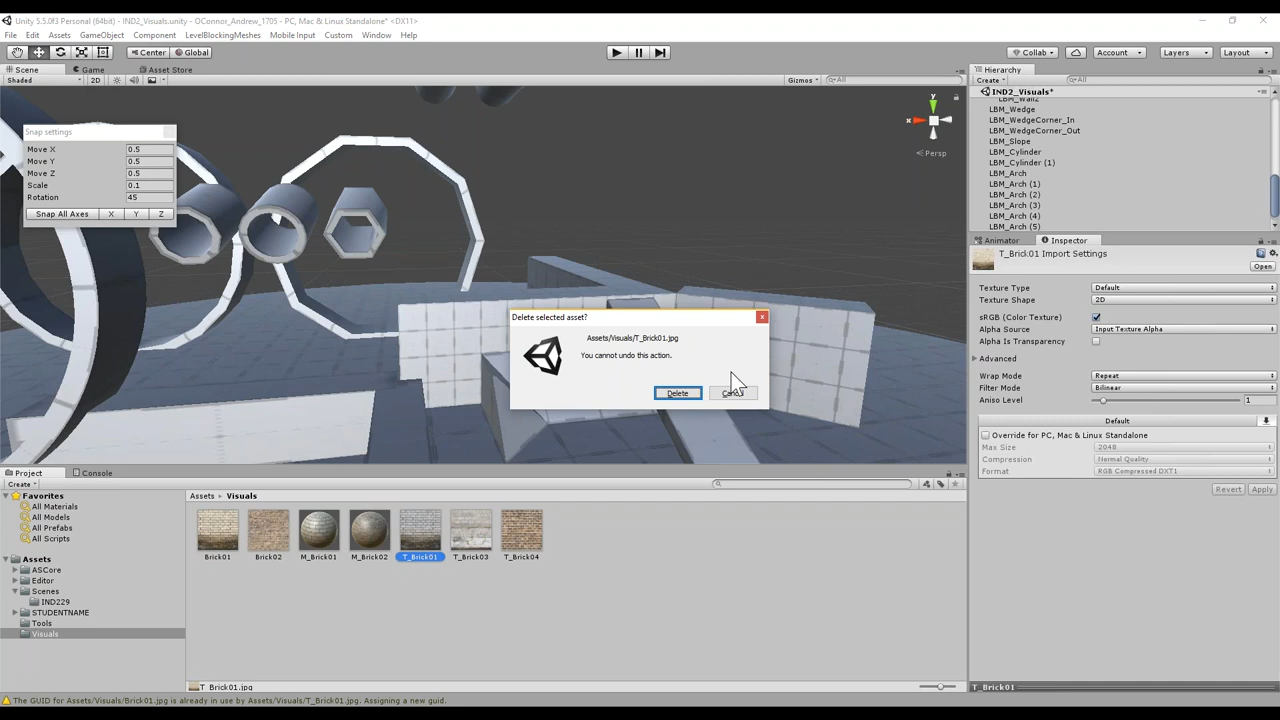 Unity 5.5.0f3 Personal (64bit) - IND2_Visuals.unity - OConnor_Andrew_1705 - PC, Mac & Linux Standalone* <DX11>
File Edit Assets GameObject Component LevelBlockingMeshes Mobile Input Custom Window Help
Center Global Collab Account Layers Layout
Scene Game Asset Store
Shaded 2D Gizmos All
Snap settings
Move X 0.5
Move Y 0.5
Move Z 0.5
Scale 0.1
Rotation 45
Snap All Axes X Y Z
y
x
Persp
Delete selected asset?
Assets/Visuals/T_Brick01.jpg
You cannot undo this action.
Delete
Hierarchy
Create All
IND2_Visuals*
LBM_Wall2
LBM_Wedge
LBM_WedgeCorner_In
LBM_WedgeCorner_Out
LBM_Slope
LBM_Cylinder
LBM_Cylinder (1)
LBM_Arch
LBM_Arch (1)
LBM_Arch (2)
LBM_Arch (3)
LBM_Arch (4)
LBM_Arch (5)
Animator Inspector
T_Brick01 Import Settings
Open
Texture Type Default
Texture Shape 2D
sRGB (Color Texture)
Alpha Source Input Texture Alpha
Alpha Is Transparency
Advanced
Wrap Mode Repeat
Filter Mode Bilinear
Aniso Level 1
Default
Override for PC, Mac & Linux Standalone
Max Size 2048
Compression Normal Quality
Format RGB Compressed DXT1
Revert Apply
T_Brick01
Project Console
Create
Favorites
All Materials
All Models
All Prefabs
All Scripts
Assets
ASCore
Editor
Scenes
IND229
STUDENTNAME
Tools
Visuals
Assets Visuals
Brick01 Brick02 M_Brick01 M_Brick02 T_Brick01 T_Brick03 T_Brick04
T_Brick01.jpg
The GUID for Assets/Visuals/Brick01.jpg is already in use by Assets/Visuals/T_Brick01.jpg. Assigning a new guid.